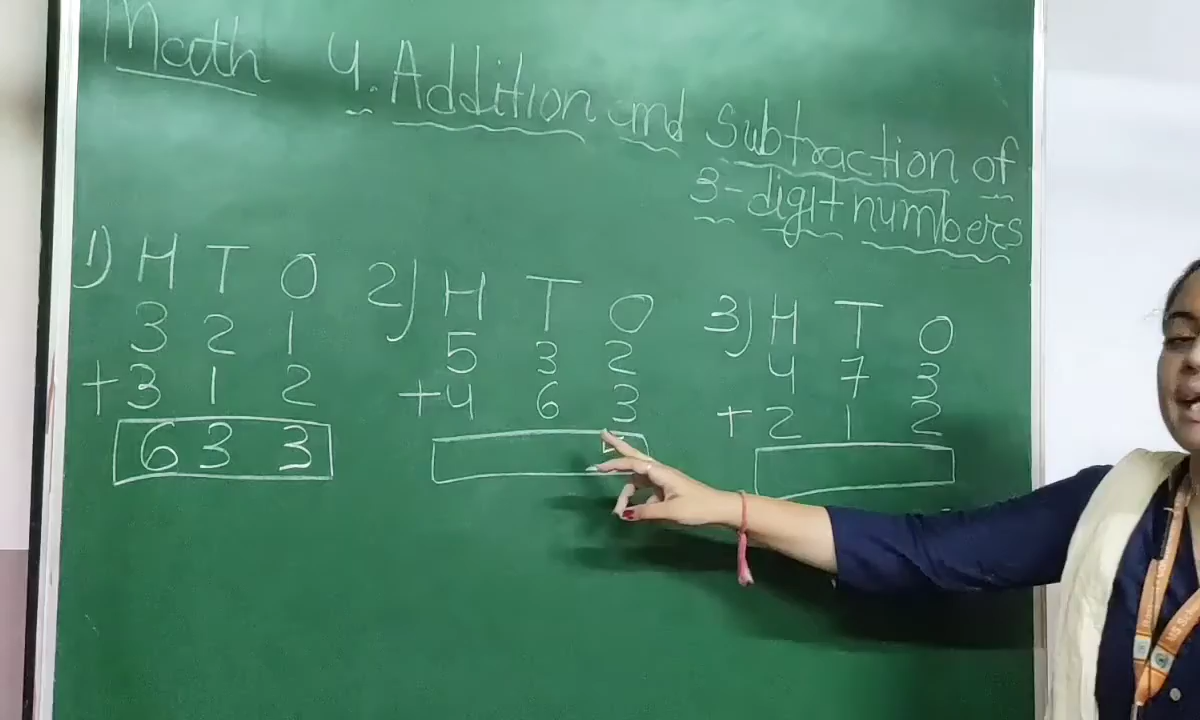 Math 4. Addition and Subtraction of
3-digit numbers
1) H T O
3 2 1
+ 3 1 2
6 3 3
2) H T O
5 3 2
+ 4 6 3
3) H T O
4 7 3
+ 2 1 2